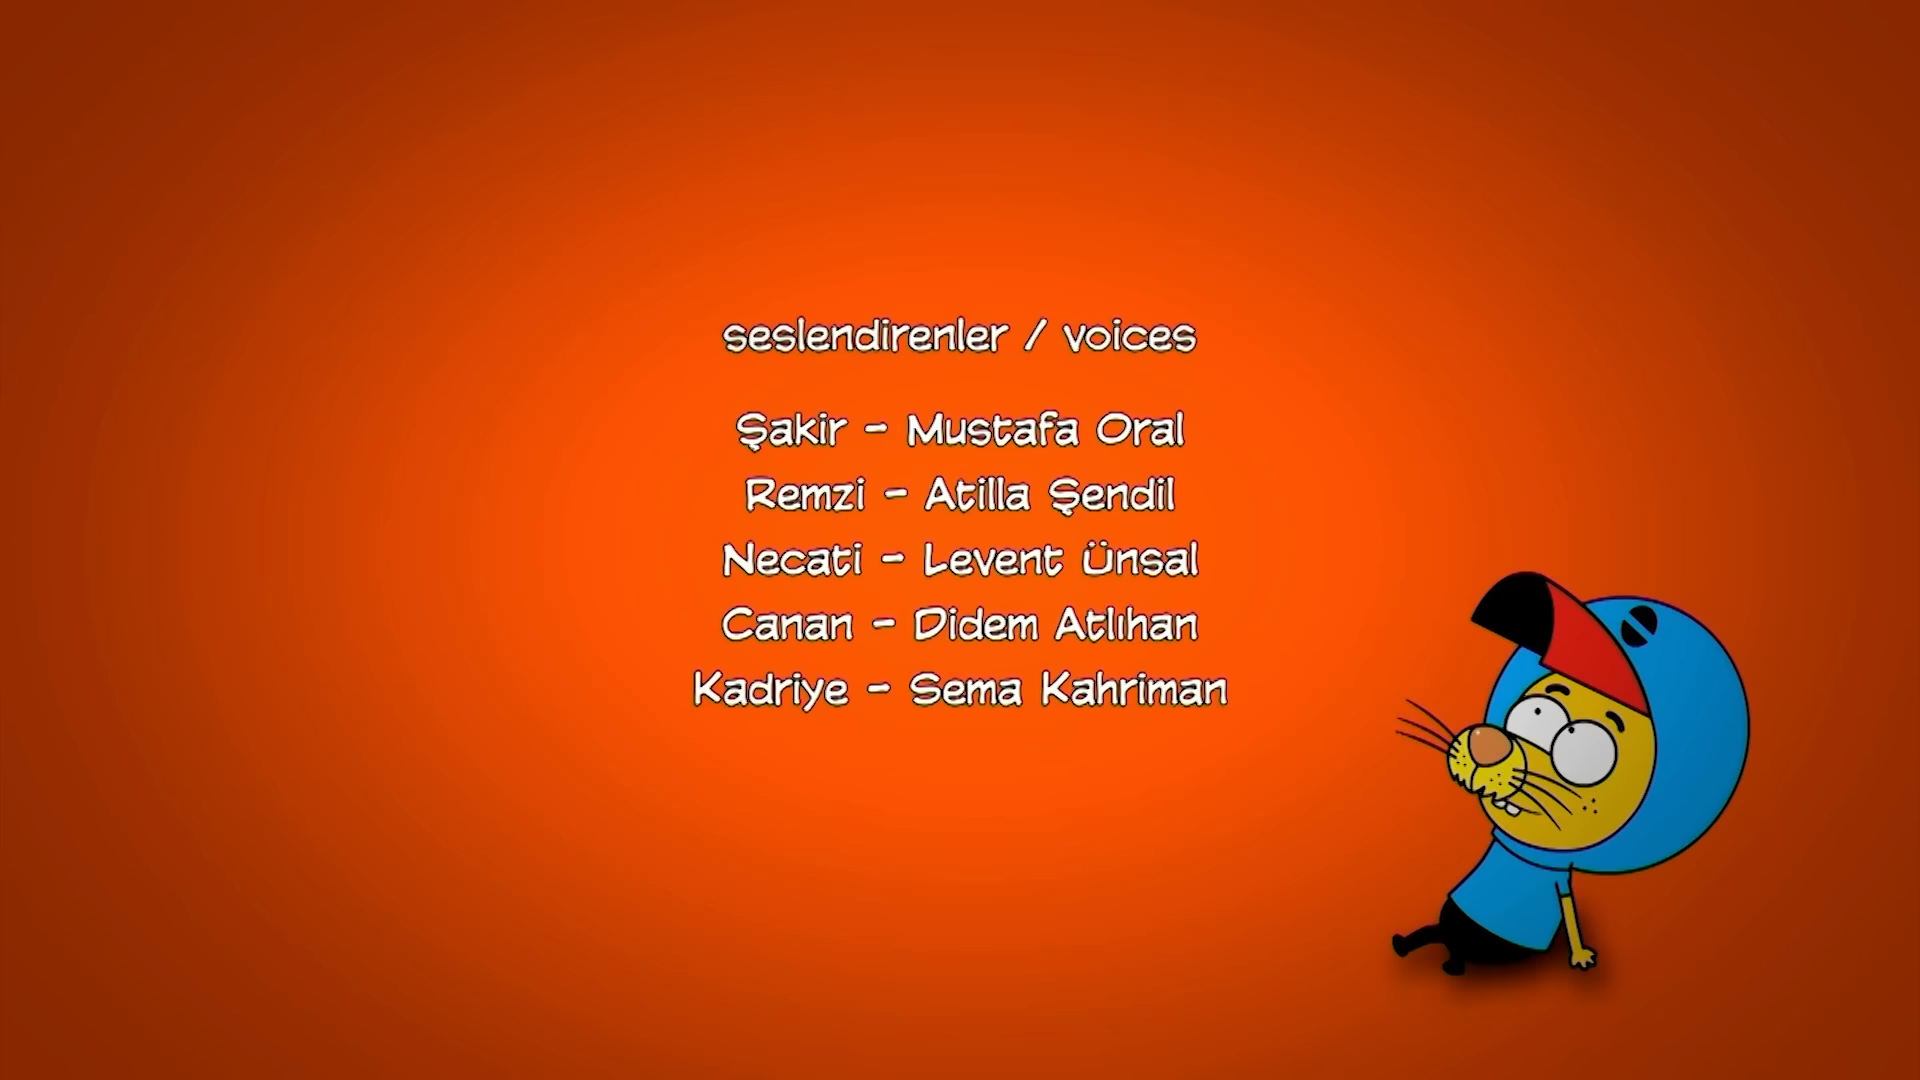 seslendirenler / voices
Şakir - Mustafa Oral
Remzi - Atilla Şendil
Necati - Levent Ünsal
Canan - Didem Atlıhan
Kadriye - Sema Kahriman